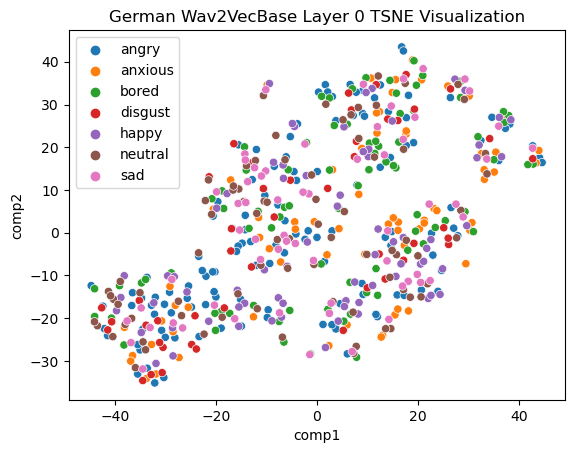 German Wav2VecBase Layer 0 TSNE Visualization
angry
anxious
bored
disgust
happy
neutral
sad
comp2
40
30
20
10
0
−10
−20
−30
−40
−20
0
20
40
comp1